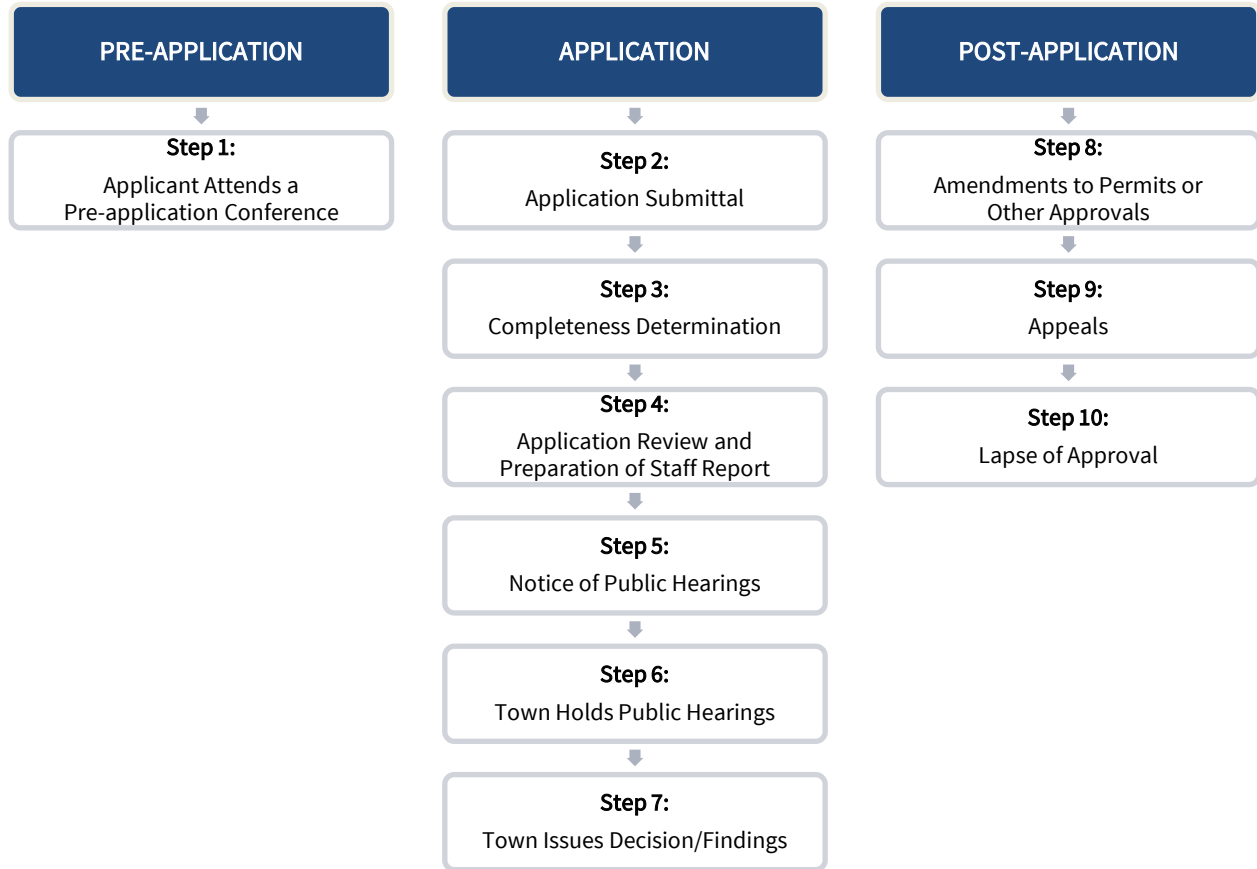 PRE-APPLICATION
Step 1:
Applicant Attends a
Pre-application Conference
APPLICATION
Step 2:
Application Submittal
Step 3:
Completeness Determination
Step 4:
Application Review and
Preparation of Staff Report
Step 5:
Notice of Public Hearings
Step 6:
Town Holds Public Hearings
Step 7:
Town Issues Decision/Findings
POST-APPLICATION
Step 8:
Amendments to Permits or
Other Approvals
Step 9:
Appeals
Step 10:
Lapse of Approval